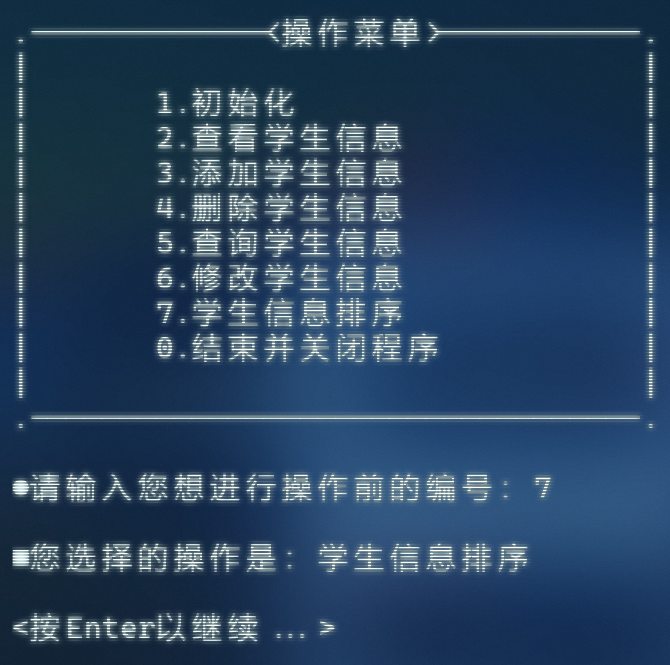 <操作菜单>
1.初始化
2.查看学生信息
3.添加学生信息
4.删除学生信息
5.查询学生信息
6.修改学生信息
7.学生信息排序
0.结束并关闭程序
●请输入您想进行操作前的编号：7
■您选择的操作是：学生信息排序
<按Enter以继续...>